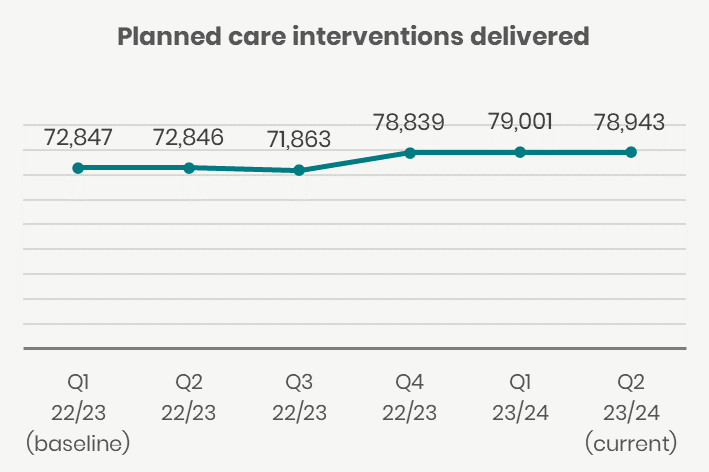 Planned care interventions delivered
72,847 72,846 71,863 78,839 79,001 78,943
Q1 Q2 Q3 Q4 Q1 Q2
22/23 22/23 22/23 22/23 23/24 23/24
(baseline) (current)